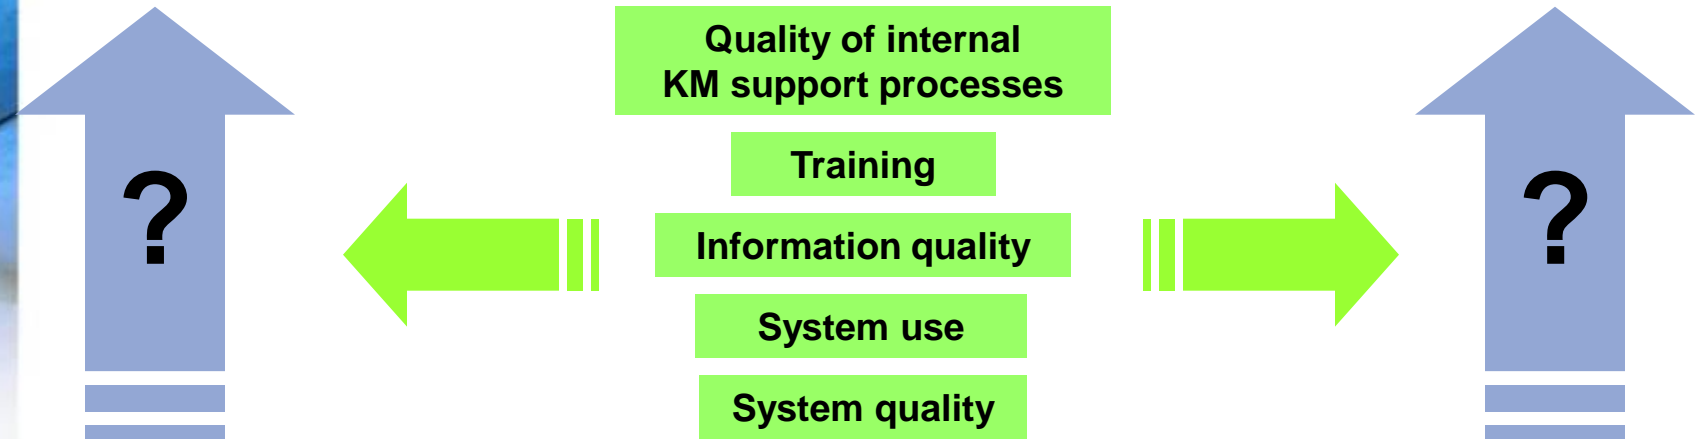 Quality of internal
KM support processes
Training
? ?
Information quality
System use
System quality